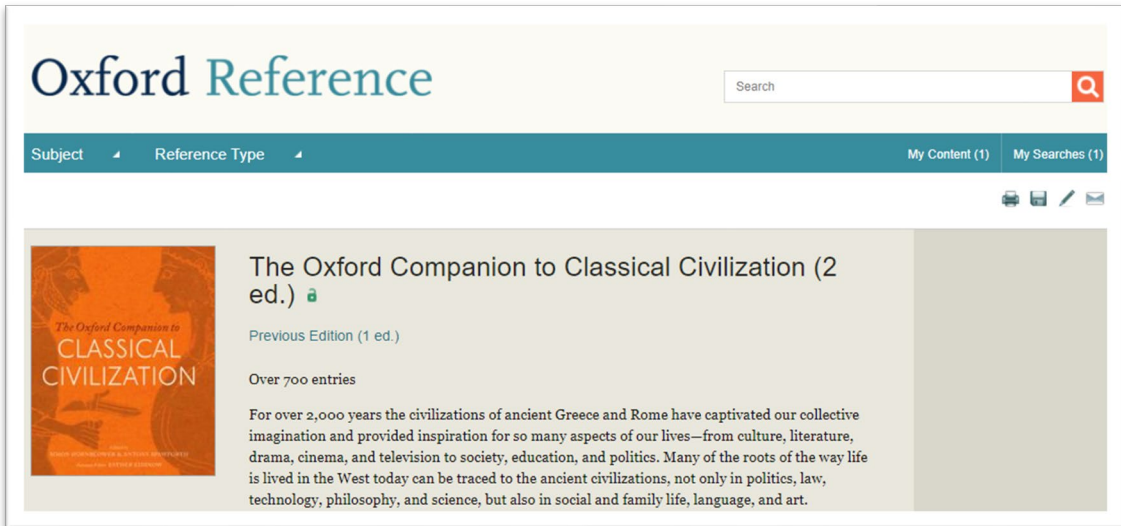 Oxford Reference
Search
Subject
Reference Type
My Content (1)
My Searches (1)
The Oxford Companion to
CLASSICAL
CIVILIZATION
The Oxford Companion to Classical Civilization (2
ed.)
Previous Edition (1 ed.)
Over 700 entries
For over 2,000 years the civilizations of ancient Greece and Rome have captivated our collective
imagination and provided inspiration for so many aspects of our lives—from culture, literature,
drama, cinema, and television to society, education, and politics. Many of the roots of the way life
is lived in the West today can be traced to the ancient civilizations, not only in politics, law,
technology, philosophy, and science, but also in social and family life, language, and art.